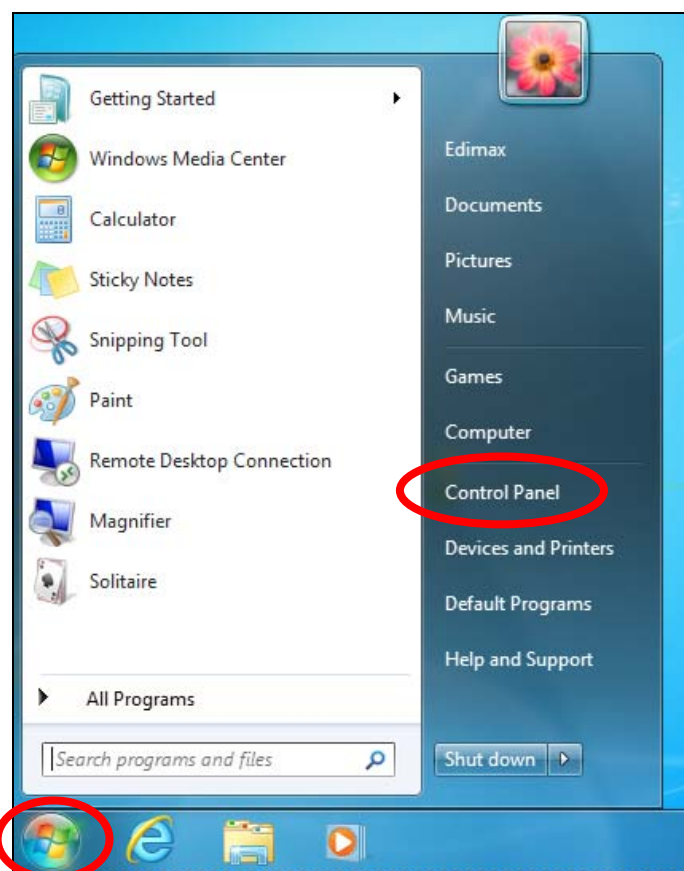 Getting Started
Windows Media Center
Calculator
Sticky Notes
Snipping Tool
Paint
Remote Desktop Connection
Magnifier
Solitaire
All Programs
Search programs and files
Edimax
Documents
Pictures
Music
Games
Computer
Control Panel
Devices and Printers
Default Programs
Help and Support
Shut down